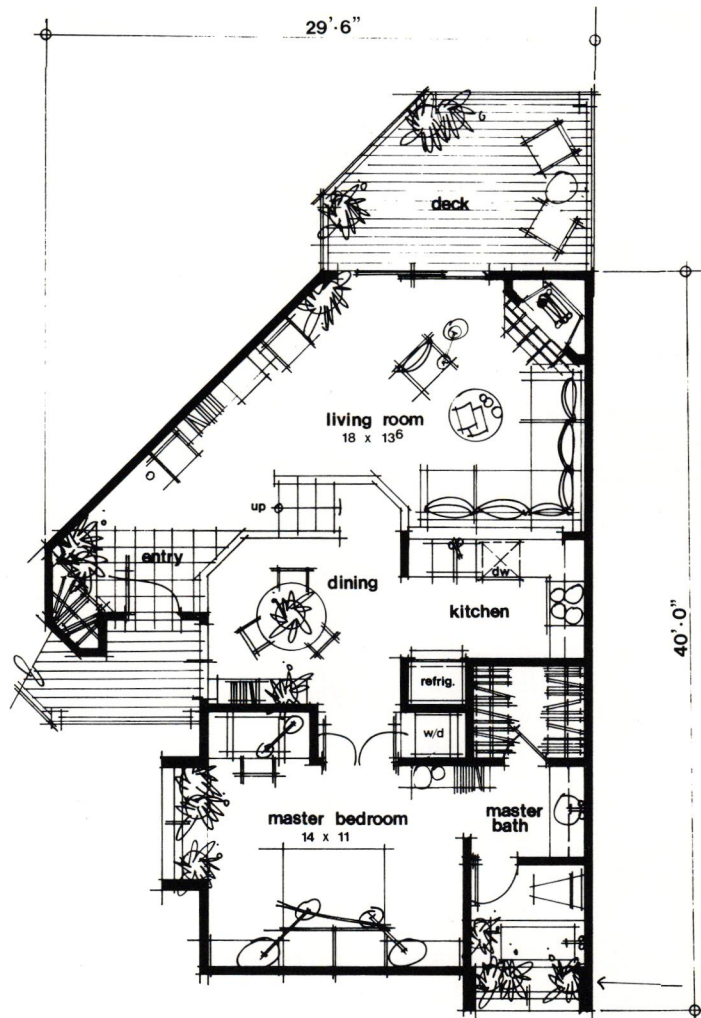 29'·6"
deck
living room
18 x 13⁶
up
entry
dining
dw
kitchen
40'·0"
refrig.
w/d
master bedroom
14 x 11
master
bath